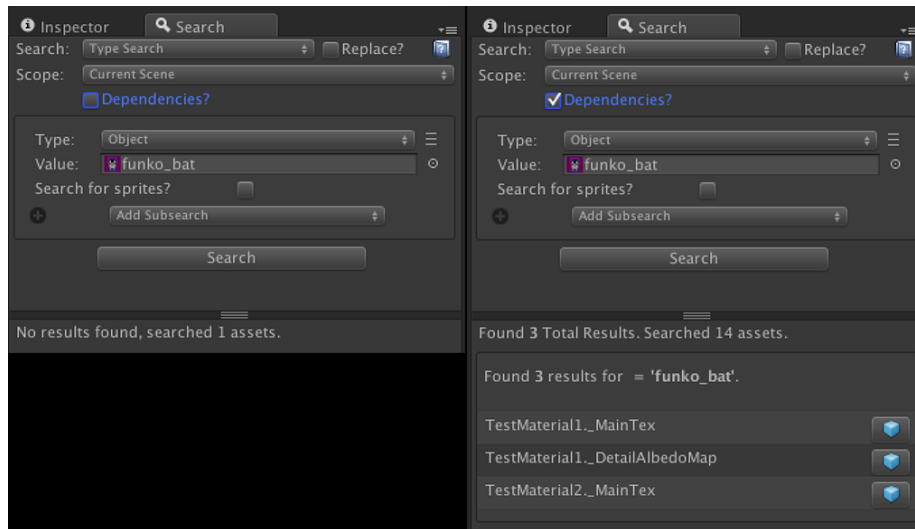 Inspector
Search
Search: Type Search Replace?
Scope: Current Scene
Dependencies?
Type: Object
Value: funko_bat
Search for sprites?
Add Subsearch
Search
No results found, searched 1 assets.
Inspector
Search
Search: Type Search Replace?
Scope: Current Scene
Dependencies?
Type: Object
Value: funko_bat
Search for sprites?
Add Subsearch
Search
Found 3 Total Results. Searched 14 assets.
Found 3 results for = 'funko_bat'.
TestMaterial1._MainTex
TestMaterial1._DetailAlbedoMap
TestMaterial2._MainTex